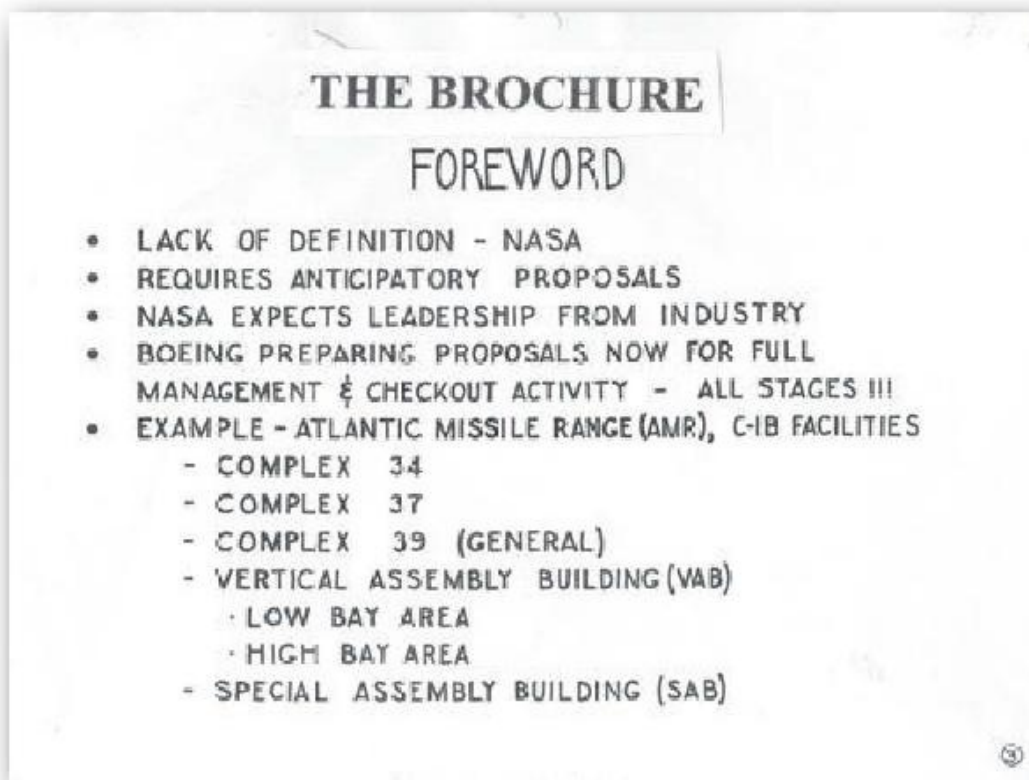 THE BROCHURE
FOREWORD
• LACK OF DEFINITION - NASA
• REQUIRES ANTICIPATORY PROPOSALS
• NASA EXPECTS LEADERSHIP FROM INDUSTRY
• BOEING PREPARING PROPOSALS NOW FOR FULL
MANAGEMENT & CHECKOUT ACTIVITY - ALL STAGES !!!
• EXAMPLE - ATLANTIC MISSILE RANGE (AMR), C-IB FACILITIES
- COMPLEX 34
- COMPLEX 37
- COMPLEX 39 (GENERAL)
- VERTICAL ASSEMBLY BUILDING (VAB)
· LOW BAY AREA
· HIGH BAY AREA
- SPECIAL ASSEMBLY BUILDING (SAB)